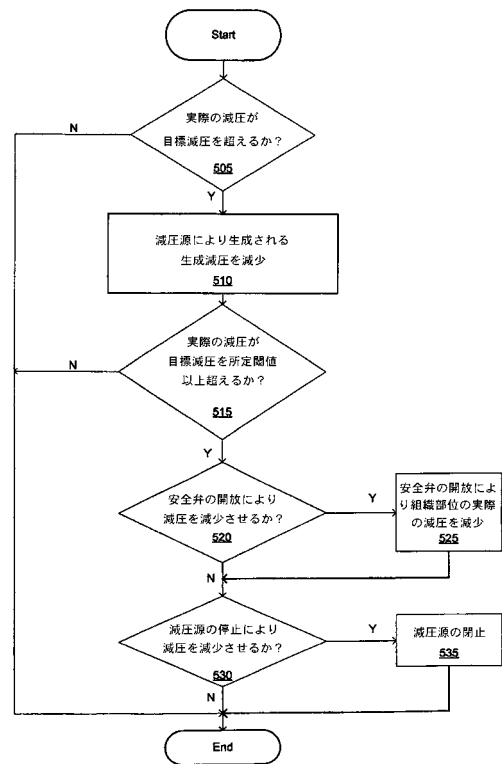 Start
実際の減圧が
目標減圧を超えるか？
505
N
Y
減圧源により生成される
生成減圧を減少
510
実際の減圧が
目標減圧を所定閾値
以上超えるか？
515
N
Y
安全弁の開放により
減圧を減少させるか？
520
Y
安全弁の開放によ
り組織部位の実際
の減圧を減少
525
N
減圧源の停止により
減圧を減少させるか？
530
Y
減圧源の閉止
535
N
End